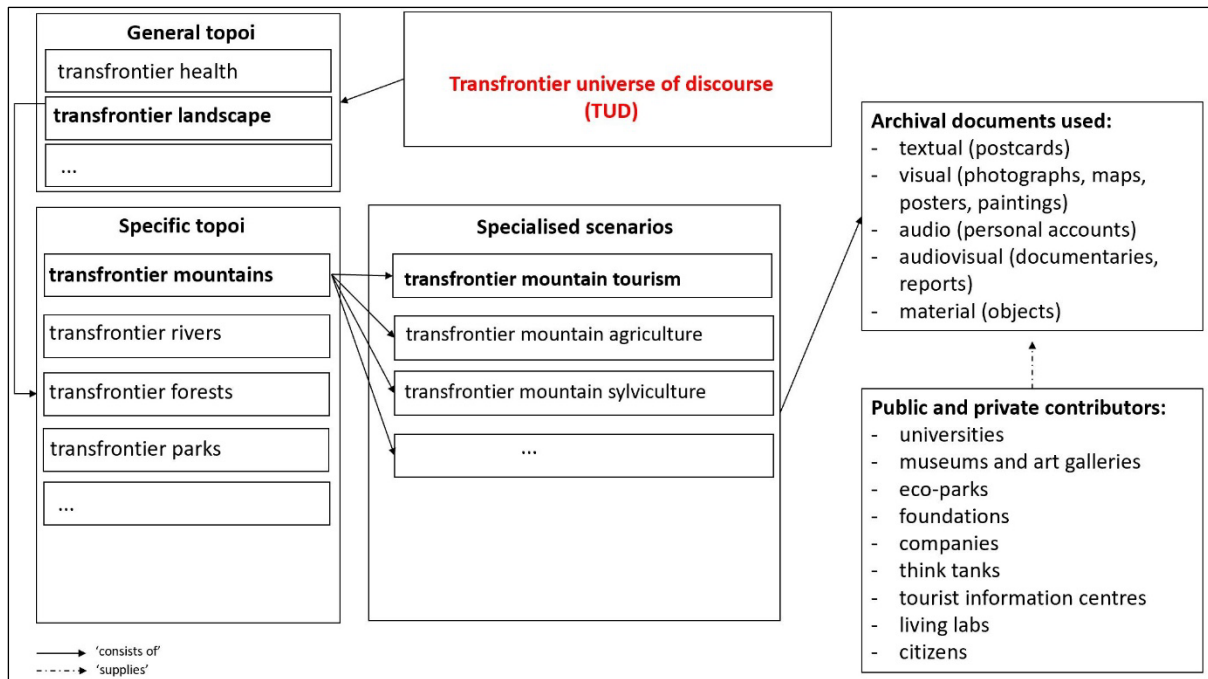 General topoi
transfrontier health
transfrontier landscape
...
Transfrontier universe of discourse
(TUD)
Specific topoi
transfrontier mountains
transfrontier rivers
transfrontier forests
transfrontier parks
...
Specialised scenarios
transfrontier mountain tourism
transfrontier mountain agriculture
transfrontier mountain sylviculture
...
Archival documents used:
- textual (postcards)
- visual (photographs, maps,
posters, paintings)
- audio (personal accounts)
- audiovisual (documentaries,
reports)
- material (objects)
Public and private contributors:
- universities
- museums and art galleries
- eco-parks
- foundations
- companies
- think tanks
- tourist information centres
- living labs
- citizens
'consists of'
'supplies'